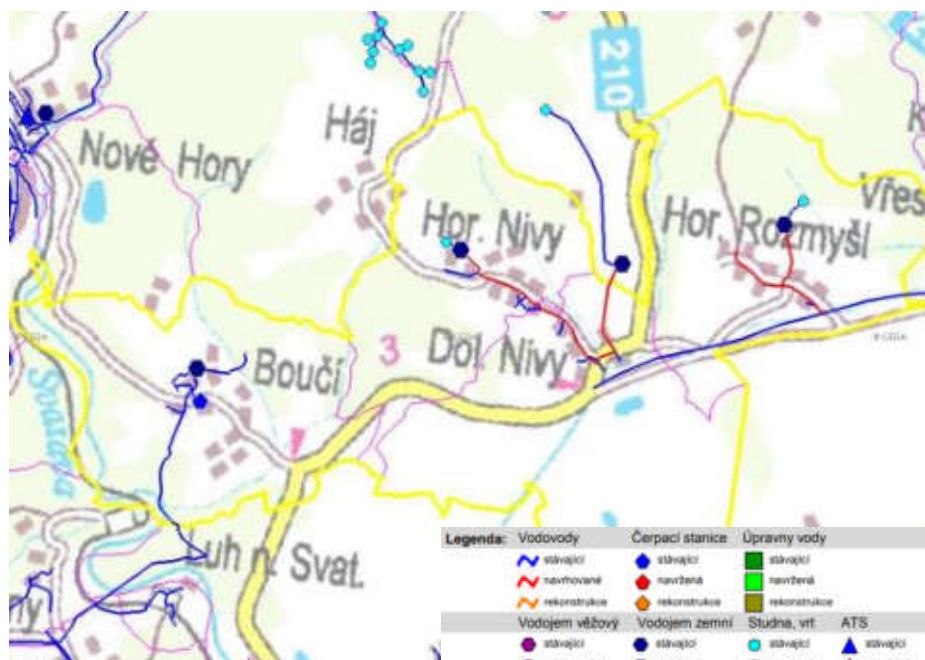 210
Háj
Nové Hory
Hor. Nivy
Hor. Rozmyšl
Vřes
3
Dol. Nivy
Boučí
Svatava
Luh n. Svat.
Legenda: Vodovody Čerpací stanice Úpravny vody
stávající stávající stávající
navrhované navržená navržená
rekonstrukce rekonstrukce rekonstrukce
Vodojem věžový Vodojem zemní Studna, vrt ATS
stávající stávající stávající stávající